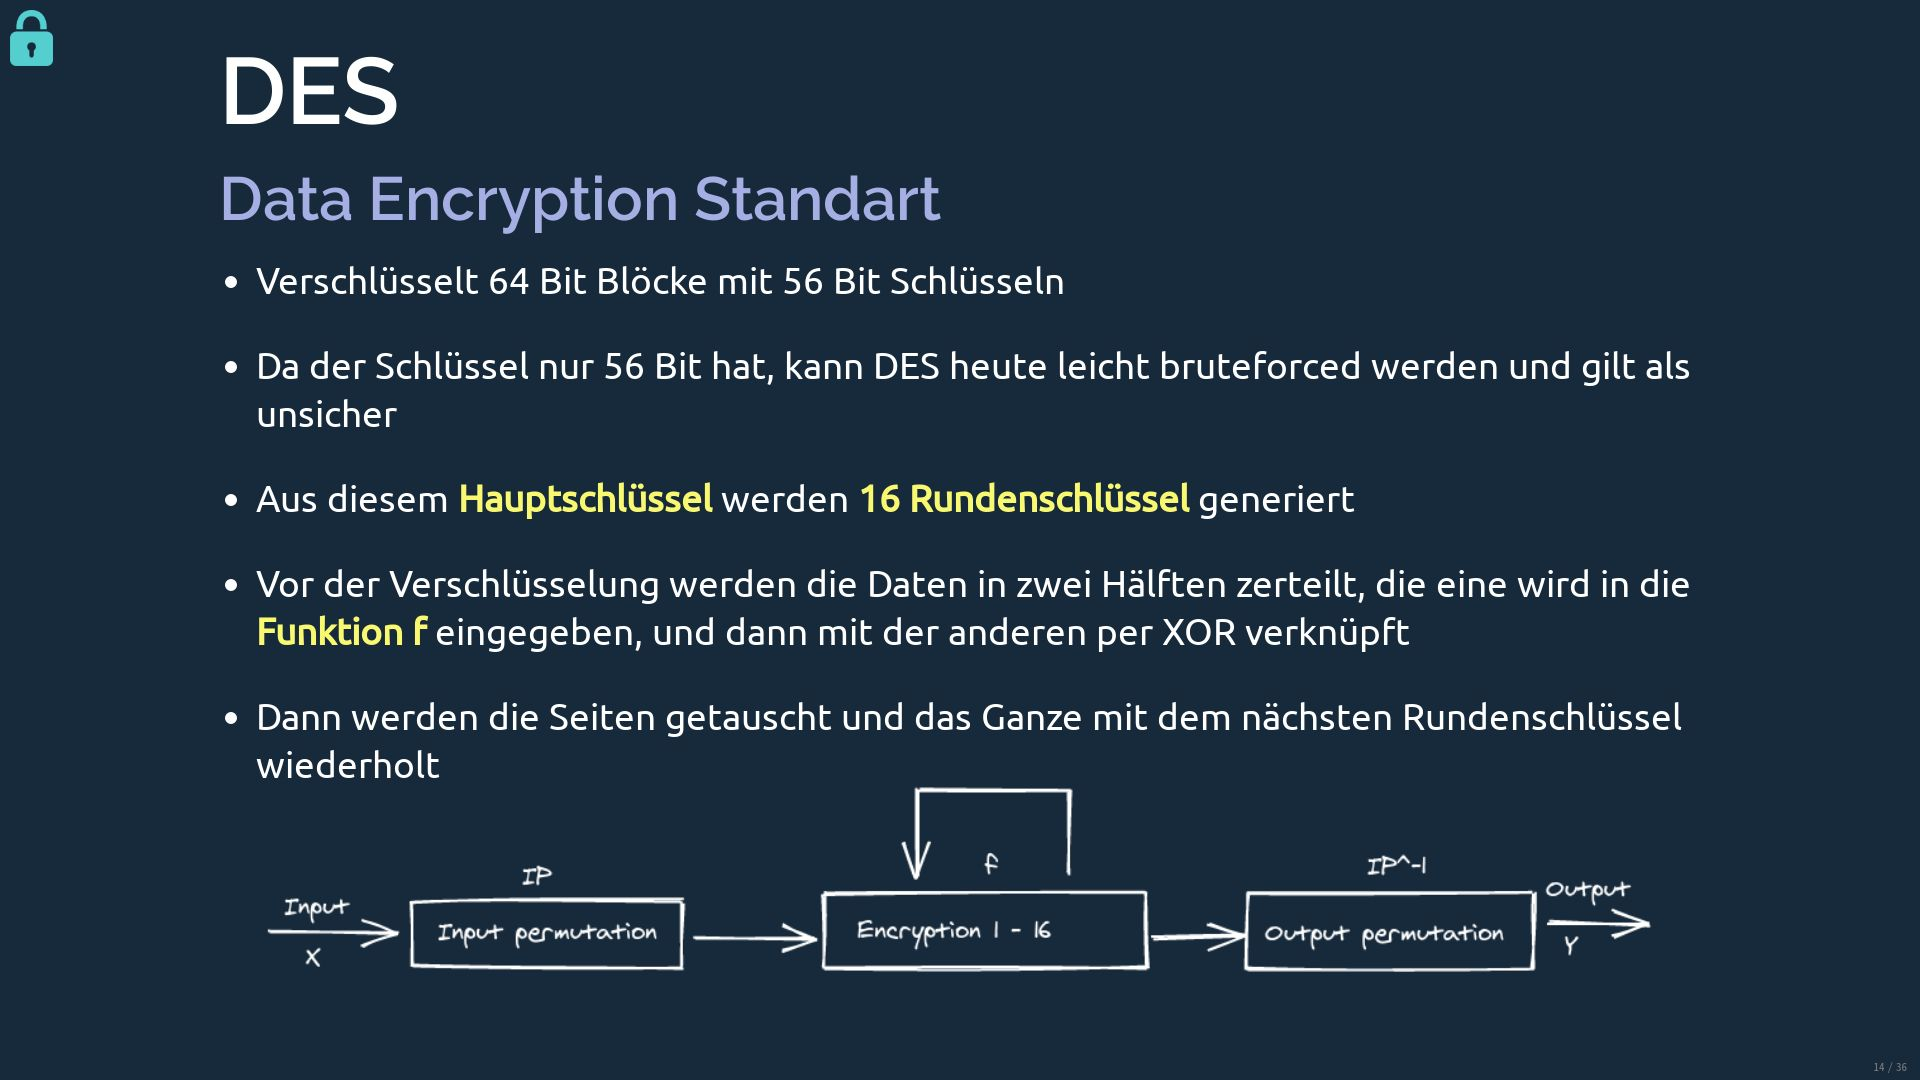 DES
Data Encryption Standart
• Verschlüsselt 64 Bit Blöcke mit 56 Bit Schlüsseln
• Da der Schlüssel nur 56 Bit hat, kann DES heute leicht bruteforced werden und gilt als
unsicher
• Aus diesem Hauptschlüssel werden 16 Rundenschlüssel generiert
• Vor der Verschlüsselung werden die Daten in zwei Hälften zerteilt, die eine wird in die
Funktion f eingegeben, und dann mit der anderen per XOR verknüpft
• Dann werden die Seiten getauscht und das Ganze mit dem nächsten Rundenschlüssel
wiederholt
Input
X
IP
Input permutation
f
Encryption 1 - 16
IP^-1
Output permutation
Output
Y
14 / 36